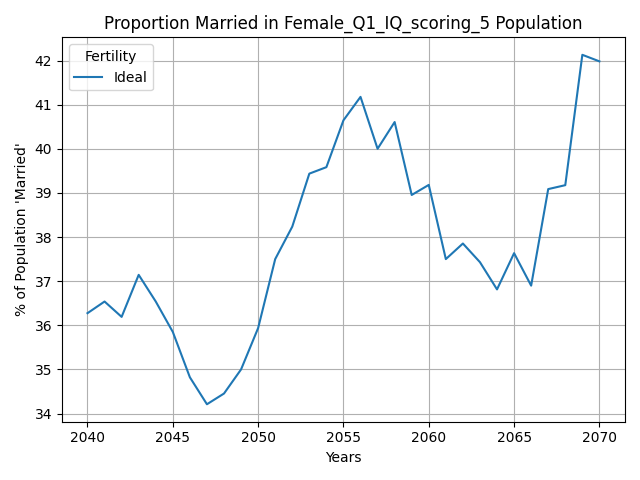 Proportion Married in Female_Q1_IQ_scoring_5 Population
Fertility
Ideal
% of Population 'Married'
42
41
40
39
38
37
36
35
34
2040 2045 2050 2055 2060 2065 2070
Years